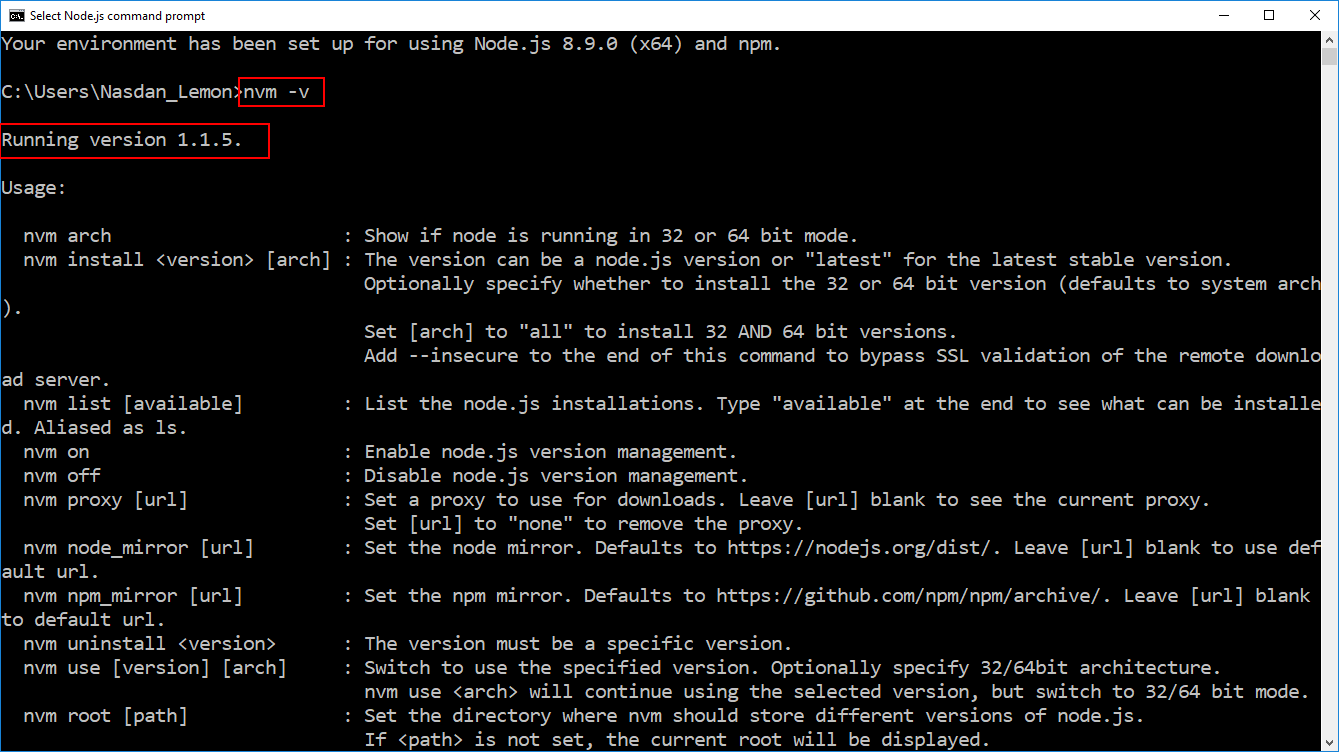 Select Node.js command prompt
Your environment has been set up for using Node.js 8.9.0 (x64) and npm.
C:\Users\Nasdan_Lemon>nvm -v
Running version 1.1.5.
Usage:
  nvm arch                     : Show if node is running in 32 or 64 bit mode.
  nvm install <version> [arch] : The version can be a node.js version or "latest" for the latest stable version.
                                 Optionally specify whether to install the 32 or 64 bit version (defaults to system arch
).
                                 Set [arch] to "all" to install 32 AND 64 bit versions.
                                 Add --insecure to the end of this command to bypass SSL validation of the remote downlo
ad server.
  nvm list [available]         : List the node.js installations. Type "available" at the end to see what can be installe
d. Aliased as ls.
  nvm on                       : Enable node.js version management.
  nvm off                      : Disable node.js version management.
  nvm proxy [url]              : Set a proxy to use for downloads. Leave [url] blank to see the current proxy.
                                 Set [url] to "none" to remove the proxy.
  nvm node_mirror [url]        : Set the node mirror. Defaults to https://nodejs.org/dist/. Leave [url] blank to use def
ault url.
  nvm npm_mirror [url]         : Set the npm mirror. Defaults to https://github.com/npm/npm/archive/. Leave [url] blank
to default url.
  nvm uninstall <version>      : The version must be a specific version.
  nvm use [version] [arch]     : Switch to use the specified version. Optionally specify 32/64bit architecture.
                                 nvm use <arch> will continue using the selected version, but switch to 32/64 bit mode.
  nvm root [path]              : Set the directory where nvm should store different versions of node.js.
                                 If <path> is not set, the current root will be displayed.